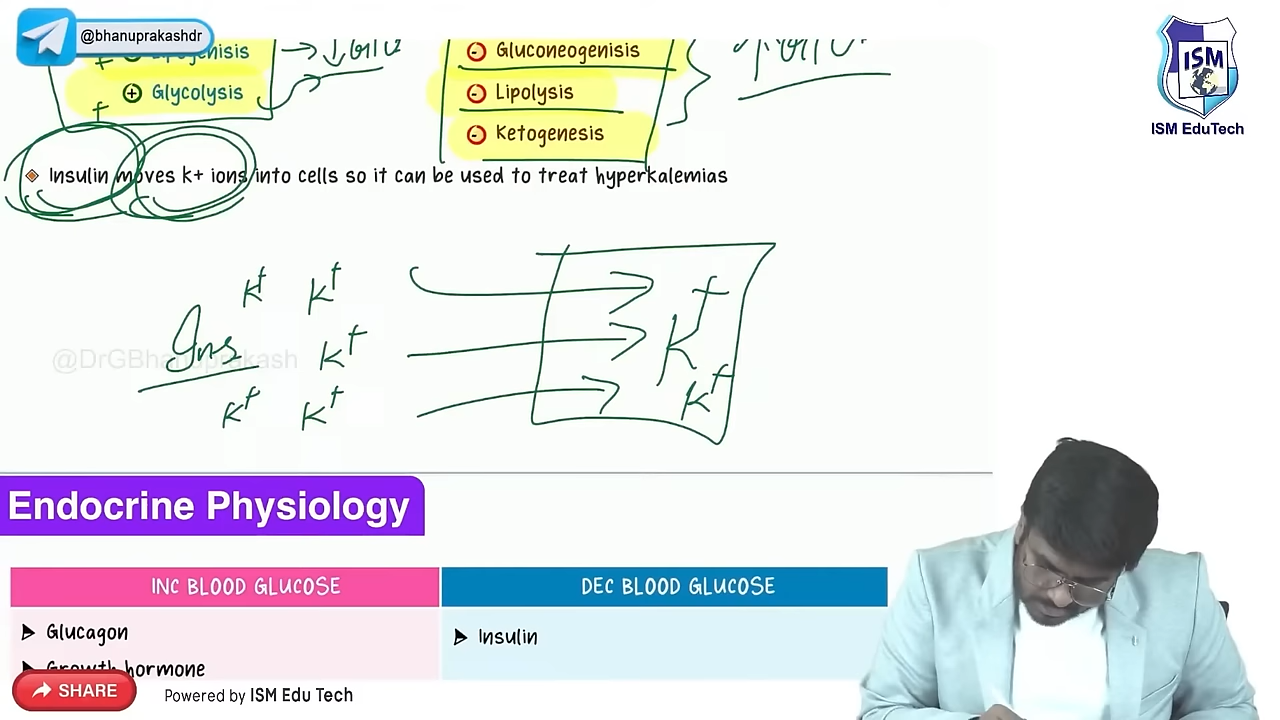 @bhanuprakashdr
ISM
ISM EduTech
Glycolysis
Gluconeogenisis
Lipolysis
Ketogenesis
Insulin moves k+ ions into cells so it can be used to treat hyperkalemias
K+ K+
Ins K+
K+ K+
K+
K+
@DrGBhanuprakash
Endocrine Physiology
INC BLOOD GLUCOSE DEC BLOOD GLUCOSE
Glucagon Insulin
Growth hormone
SHARE Powered by ISM Edu Tech